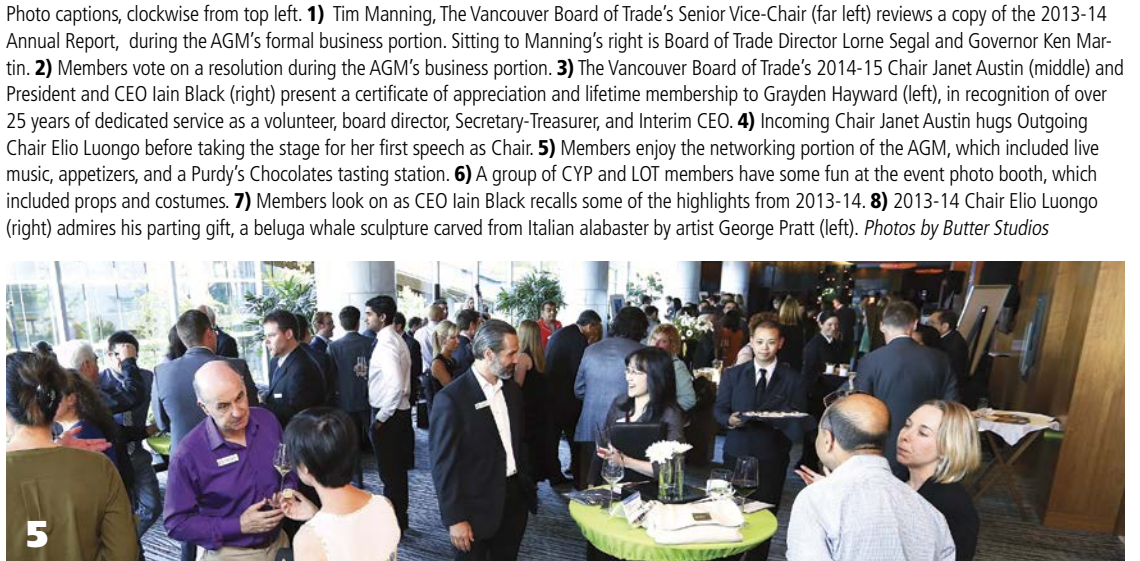 Photo captions, clockwise from top left. 1) Tim Manning, The Vancouver Board of Trade's Senior Vice-Chair (far left) reviews a copy of the 2013-14
Annual Report, during the AGM's formal business portion. Sitting to Manning's right is Board of Trade Director Lorne Segal and Governor Ken Mar-
tin. 2) Members vote on a resolution during the AGM's business portion. 3) The Vancouver Board of Trade's 2014-15 Chair Janet Austin (middle) and
President and CEO Iain Black (right) present a certificate of appreciation and lifetime membership to Grayden Hayward (left), in recognition of over
25 years of dedicated service as a volunteer, board director, Secretary-Treasurer, and Interim CEO. 4) Incoming Chair Janet Austin hugs Outgoing
Chair Elio Luongo before taking the stage for her first speech as Chair. 5) Members enjoy the networking portion of the AGM, which included live
music, appetizers, and a Purdy's Chocolates tasting station. 6) A group of CYP and LOT members have some fun at the event photo booth, which
included props and costumes. 7) Members look on as CEO Iain Black recalls some of the highlights from 2013-14. 8) 2013-14 Chair Elio Luongo
(right) admires his parting gift, a beluga whale sculpture carved from Italian alabaster by artist George Pratt (left). Photos by Butter Studios
5